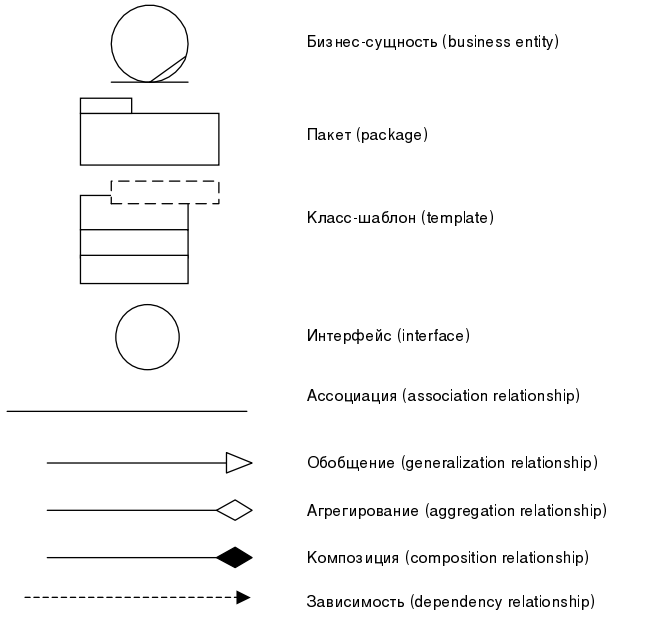 Бизнес-сущность (business entity)
Пакет (package)
Класс-шаблон (template)
Интерфейс (interface)
Ассоциация (association relationship)
Обобщение (generalization relationship)
Агрегирование (aggregation relationship)
Композиция (composition relationship)
Зависимость (dependency relationship)